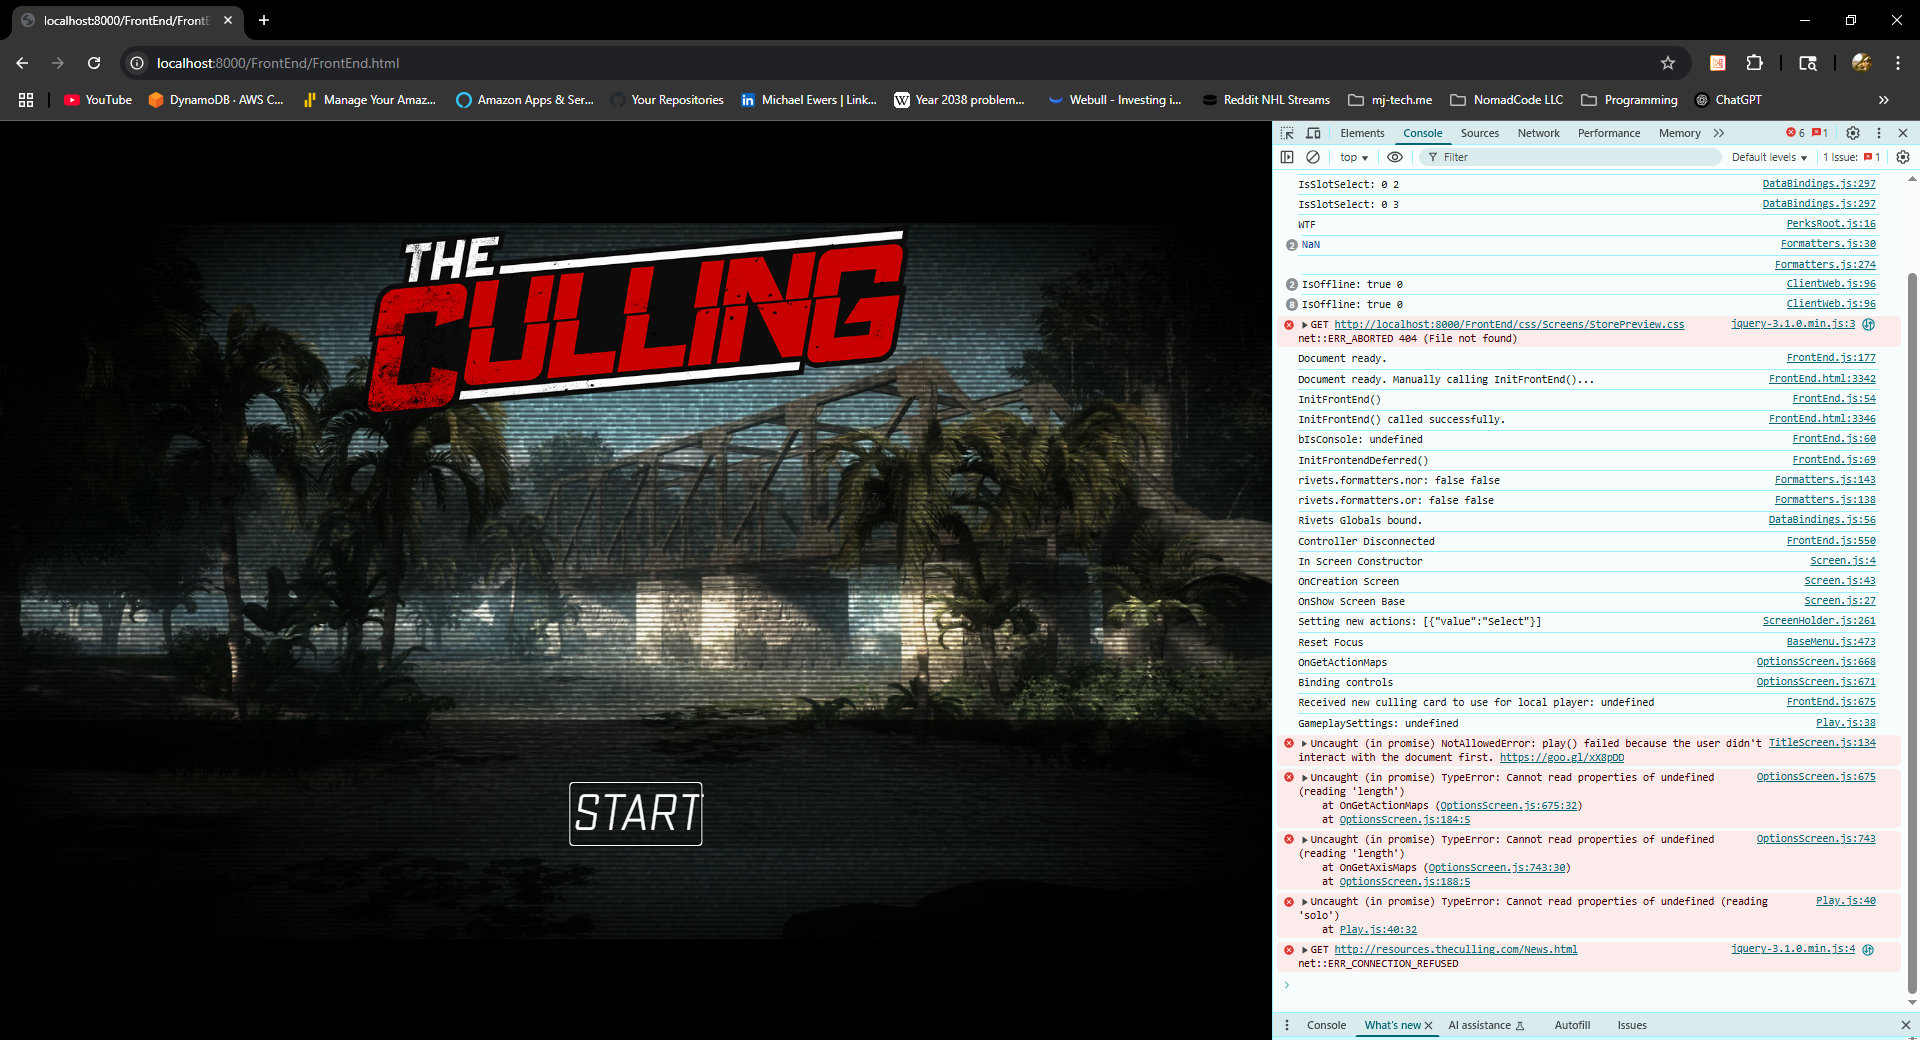 localhost:8000/FrontEnd/FrontE
localhost:8000/FrontEnd/FrontEnd.html
YouTube
DynamoDB · AWS C...
Manage Your Amaz...
Amazon Apps & Ser...
Your Repositories
Michael Ewers | Link...
Year 2038 problem...
Webull - Investing i...
Reddit NHL Streams
mj-tech.me
NomadCode LLC
Programming
ChatGPT
THE
CULLING
START
Elements Console Sources Network Performance Memory 6 1
top Filter Default levels 1 Issue: 1
IsSlotSelect: 0 2 DataBindings.js:297
IsSlotSelect: 0 3 DataBindings.js:297
WTF PerksRoot.js:16
2 NaN Formatters.js:30
Formatters.js:274
2 IsOffline: true 0 ClientWeb.js:96
8 IsOffline: true 0 ClientWeb.js:96
GET http://localhost:8000/FrontEnd/css/Screens/StorePreview.css jquery-3.1.0.min.js:3
net::ERR_ABORTED 404 (File not found)
Document ready. FrontEnd.js:177
Document ready. Manually calling InitFrontEnd()... FrontEnd.html:3342
InitFrontEnd() FrontEnd.js:54
InitFrontEnd() called successfully. FrontEnd.html:3346
bIsConsole: undefined FrontEnd.js:60
InitFrontendDeferred() FrontEnd.js:69
rivets.formatters.nor: false false Formatters.js:143
rivets.formatters.or: false false Formatters.js:138
Rivets Globals bound. DataBindings.js:56
Controller Disconnected FrontEnd.js:550
In Screen Constructor Screen.js:4
OnCreation Screen Screen.js:43
OnShow Screen Base Screen.js:27
Setting new actions: [{"value":"Select"}] ScreenHolder.js:261
Reset Focus BaseMenu.js:473
OnGetActionMaps OptionsScreen.js:668
Binding controls OptionsScreen.js:671
Received new culling card to use for local player: undefined FrontEnd.js:675
GameplaySettings: undefined Play.js:38
Uncaught (in promise) NotAllowedError: play() failed because the user didn't TitleScreen.js:134
interact with the document first. https://goo.gl/xX8pDD
Uncaught (in promise) TypeError: Cannot read properties of undefined OptionsScreen.js:675
(reading 'length')
at OnGetActionMaps (OptionsScreen.js:675:32)
at OptionsScreen.js:184:5
Uncaught (in promise) TypeError: Cannot read properties of undefined OptionsScreen.js:743
(reading 'length')
at OnGetAxisMaps (OptionsScreen.js:743:30)
at OptionsScreen.js:188:5
Uncaught (in promise) TypeError: Cannot read properties of undefined (reading Play.js:40
'solo')
at Play.js:40:32
GET http://resources.theculling.com/News.html jquery-3.1.0.min.js:4
net::ERR_CONNECTION_REFUSED
Console What's new AI assistance Autofill Issues